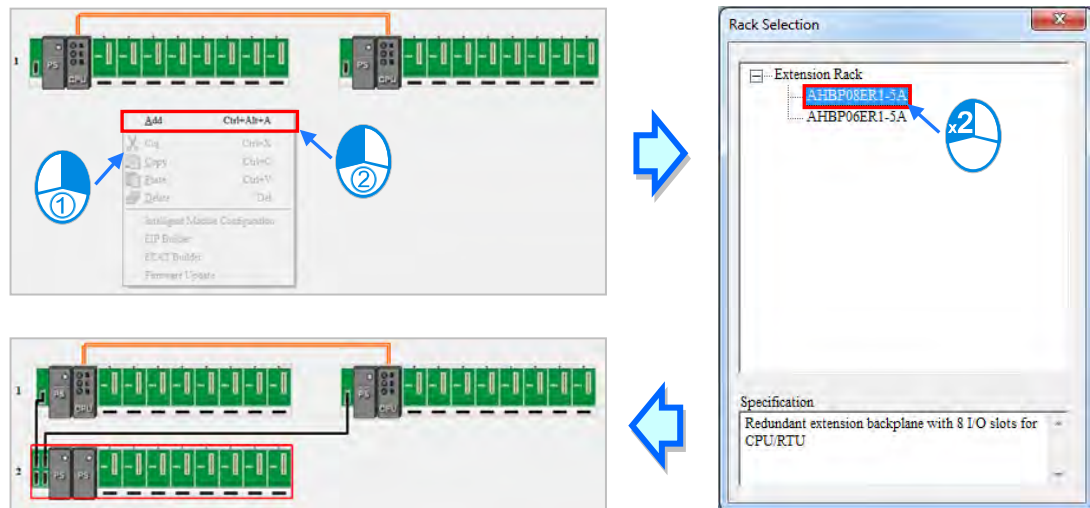 1
PS
CPU
PS
CPU
Add Ctrl+Alt+A
Cut Ctrl+X
Copy Ctrl+C
Paste Ctrl+V
Delete Del
Intelligent Module Configuration
EIP Builder
ECAT Builder
Firmware Update
①
②
Rack Selection
Extension Rack
AHBP08ER1-5A
AHBP06ER1-5A
x2
Specification
Redundant extension backplane with 8 I/O slots for
CPU/RTU
1
PS
CPU
PS
CPU
2
PS
PS